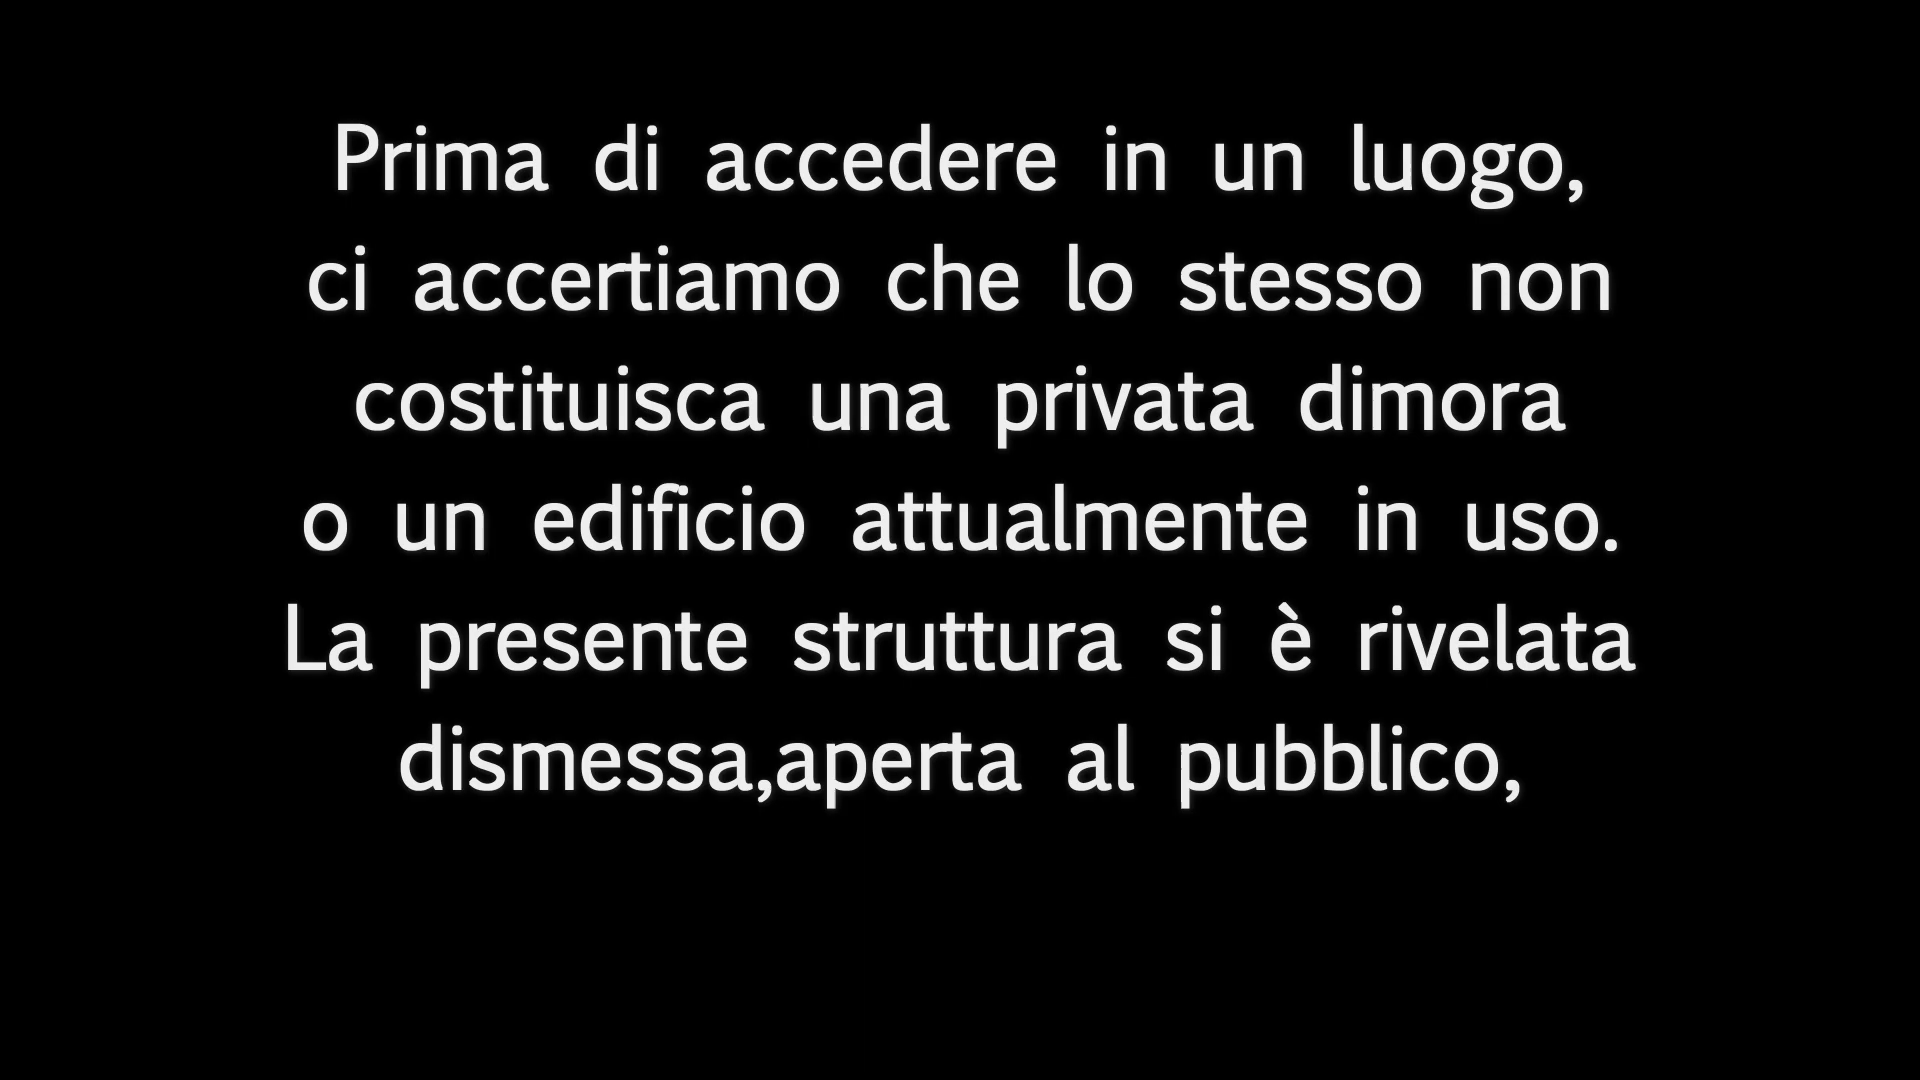 Prima di accedere in un luogo,
ci accertiamo che lo stesso non
costituisca una privata dimora
o un edificio attualmente in uso.
La presente struttura si è rivelata
dismessa,aperta al pubblico,